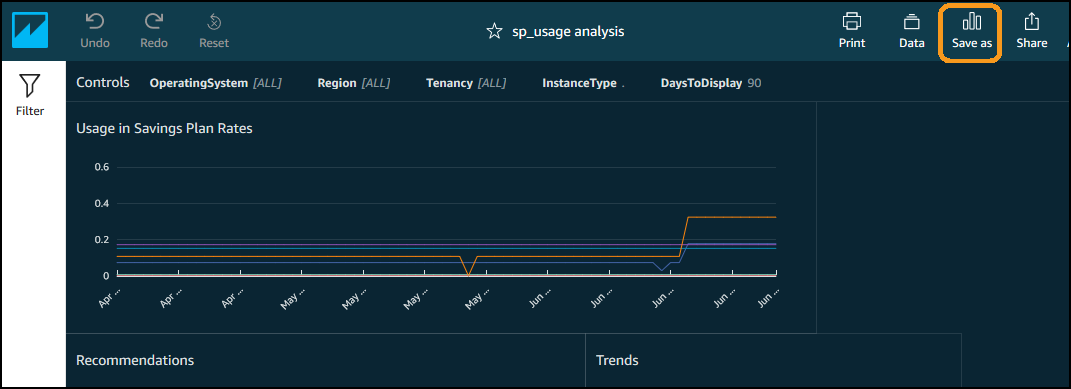 Undo Redo Reset sp_usage analysis Print Data Save as Share
Filter
Controls OperatingSystem [ALL] Region [ALL] Tenancy [ALL] InstanceType . DaysToDisplay 90
Usage in Savings Plan Rates
0.6
0.4
0.2
0
Apr ... Apr ... Apr ... May ... May ... May ... May ... Jun ... Jun ... Jun ... Jun ... Jun ...
Recommendations Trends